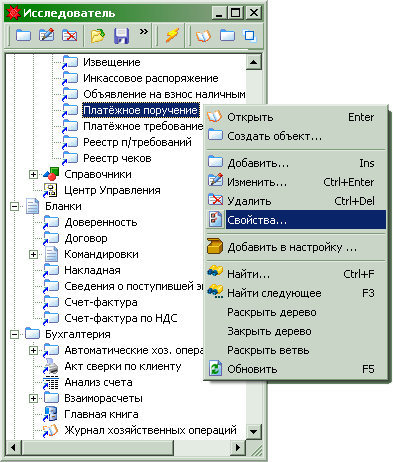 Исследователь
»
Извещение
Инкассовое распоряжение
Объявление на взнос наличным
Платёжное поручение
Платёжное требование
Реестр п/требований
Реестр чеков
Справочники
Центр Управления
Бланки
Доверенность
Договор
Командировки
Накладная
Сведения о поступившей
Счет-фактура
Счет-фактура по НДС
Бухгалтерия
Автоматические хоз. опера
Акт сверки по клиенту
Анализ счета
Взаиморасчеты
Главная книга
Журнал хозяйственных операций
Открыть Enter
Создать объект...
Добавить... Ins
Изменить... Ctrl+Enter
Удалить Ctrl+Del
Свойства...
Добавить в настройку ...
Найти... Ctrl+F
Найти следующее F3
Раскрыть дерево
Закрыть дерево
Раскрыть ветвь
Обновить F5